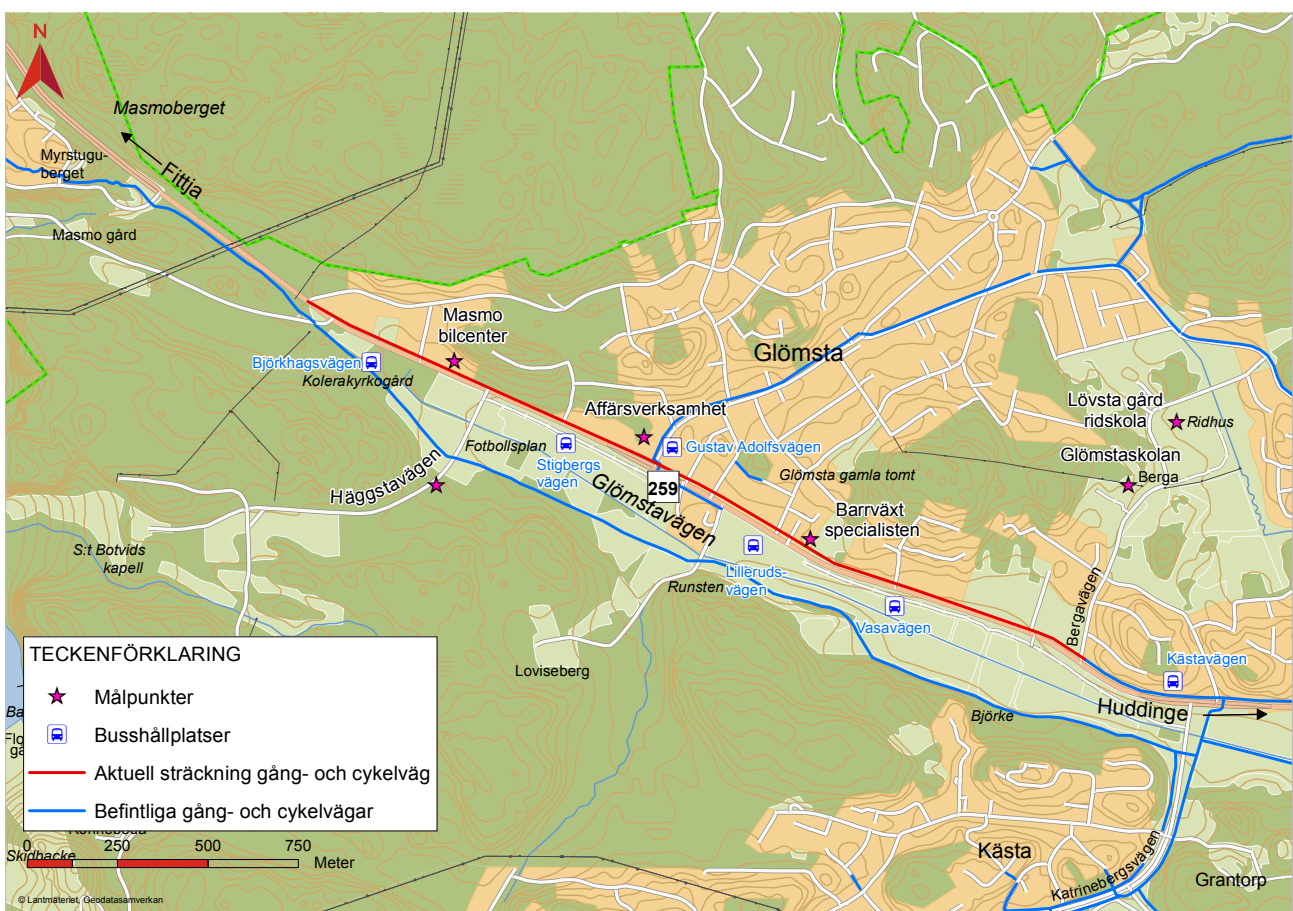 N
Masmoberget
Myrstugu-
berget
Fittja
Masmo gård
Masmo
bilcenter
Björkhagsvägen
Kolerakyrkogård
Glömsta
Affärsverksamhet
Lövsta gård
ridskola
Ridhus
Fotbollsplan
Stigbergs
vägen
Gustav Adolfsvägen
Glömstaskolan
Berga
Häggstavägen
259
Glömsta gamla tomt
Glömstavägen
Barrväxt
specialisten
S:t Botvids
kapell
Lilleruds-
vägen
Runsten
Vasavägen
Bergavägen
Loviseberg
Kästavägen
Björke
Huddinge
TECKENFÖRKLARING
Målpunkter
Busshållplatser
Aktuell sträckning gång- och cykelväg
Befintliga gång- och cykelvägar
Ba
Flo
Skidbacke
0 250 500 750
Meter
Kästa
Katrinebergsvägen
Grantorp
© Lantmäteriet, Geodatasamverkan